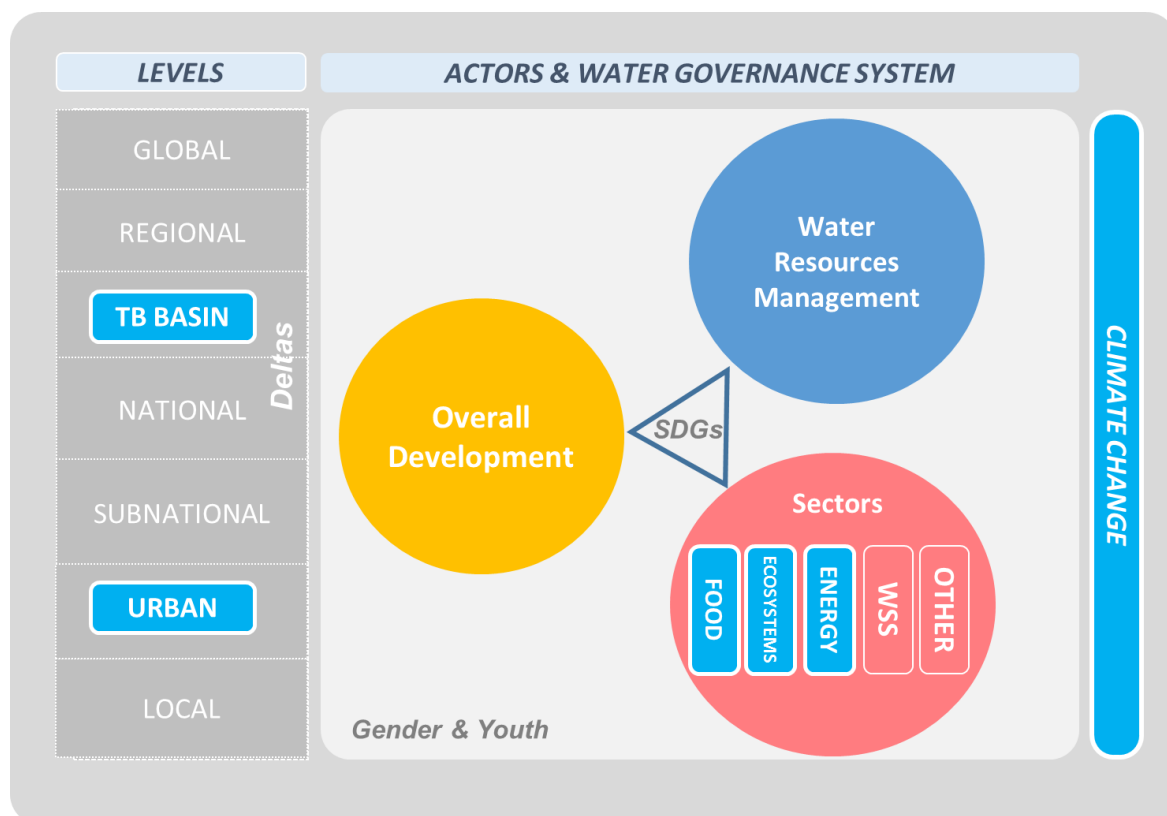 LEVELS
ACTORS & WATER GOVERNANCE SYSTEM
GLOBAL
REGIONAL
TB BASIN
Deltas
NATIONAL
SUBNATIONAL
URBAN
LOCAL
Water
Resources
Management
Overall
Development
SDGs
Sectors
FOOD
ECOSYSTEMS
ENERGY
WSS
OTHER
Gender & Youth
CLIMATE CHANGE